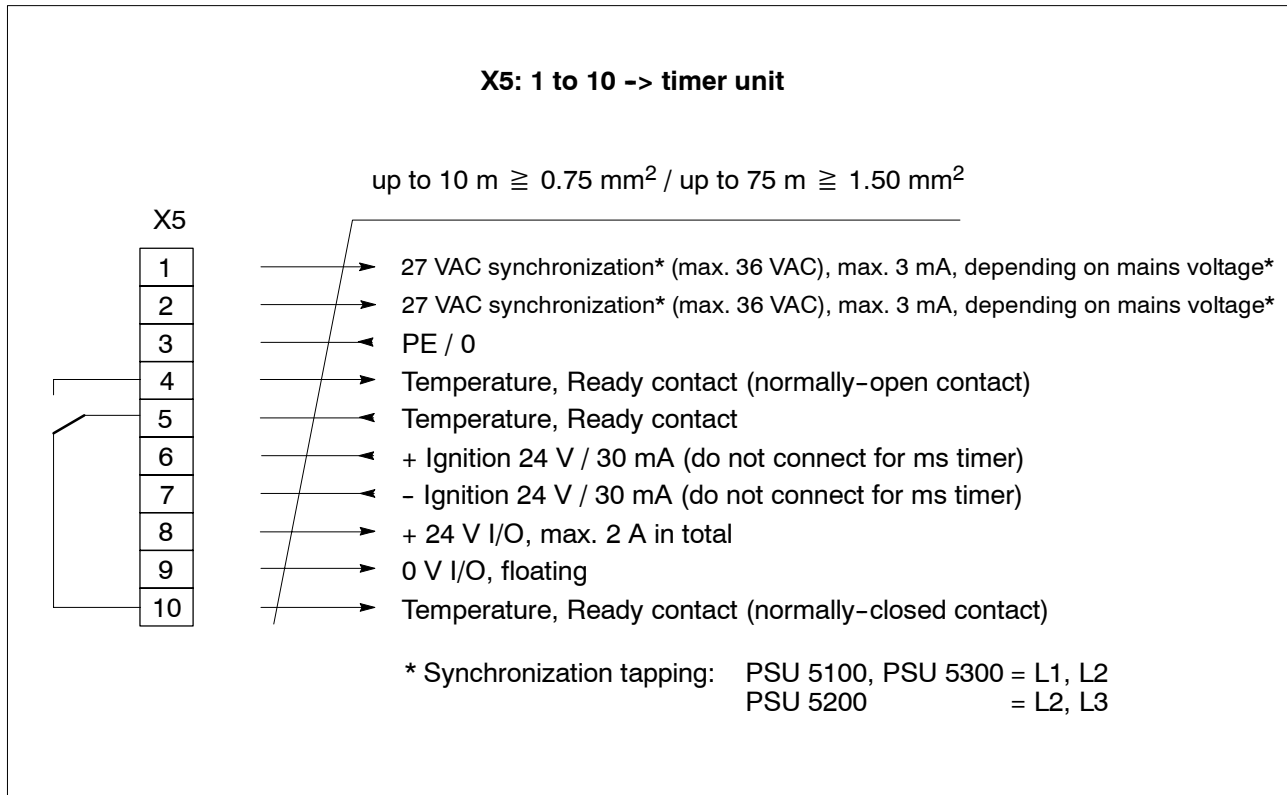 X5: 1 to 10 -> timer unit
up to 10 m ≧ 0.75 mm² / up to 75 m ≧ 1.50 mm²
X5
1 27 VAC synchronization* (max. 36 VAC), max. 3 mA, depending on mains voltage*
2 27 VAC synchronization* (max. 36 VAC), max. 3 mA, depending on mains voltage*
3 PE / 0
4 Temperature, Ready contact (normally-open contact)
5 Temperature, Ready contact
6 + Ignition 24 V / 30 mA (do not connect for ms timer)
7 - Ignition 24 V / 30 mA (do not connect for ms timer)
8 + 24 V I/O, max. 2 A in total
9 0 V I/O, floating
10 Temperature, Ready contact (normally-closed contact)
* Synchronization tapping: PSU 5100, PSU 5300 = L1, L2
PSU 5200 = L2, L3